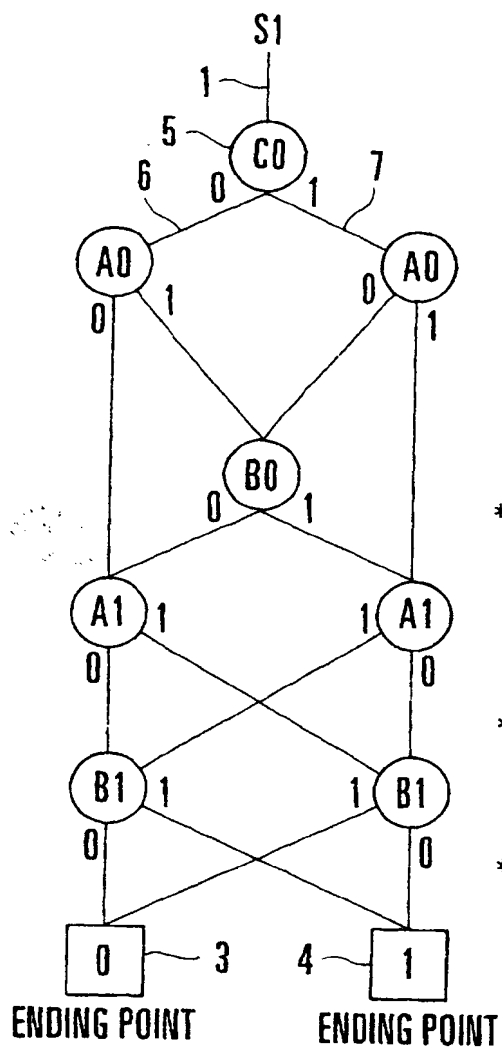 S1
1
5 C0
6 0 1 7
A0 A0
0 1 0 1
B0
0 1
A1 1 1 A1
0 0
B1 1 1 B1
0 0
0 3 4 1
ENDING POINT ENDING POINT